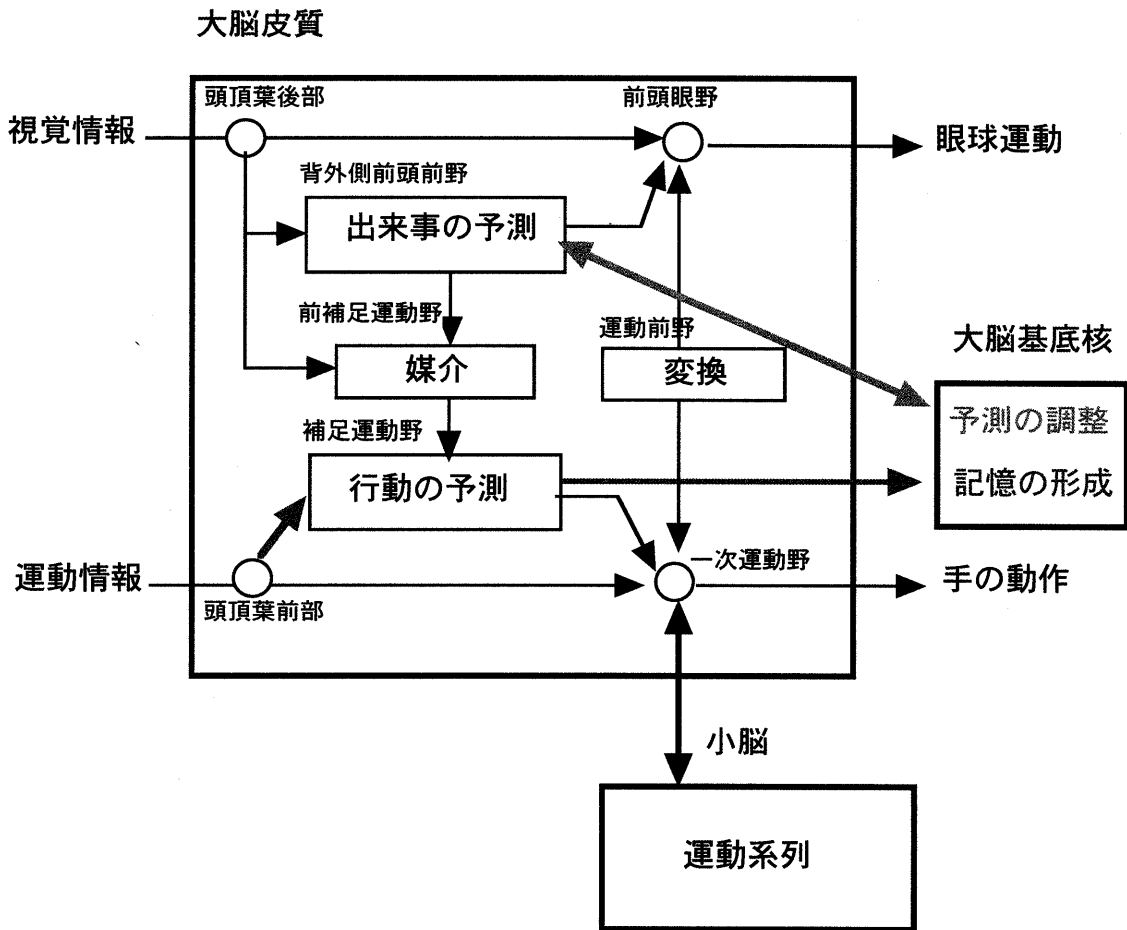 大脳皮質
頭頂葉後部
前頭眼野
視覚情報
眼球運動
背外側前頭前野
出来事の予測
前補足運動野
運動前野
大脳基底核
媒介
変換
予測の調整
補足運動野
行動の予測
記憶の形成
一次運動野
運動情報
手の動作
頭頂葉前部
小脳
運動系列